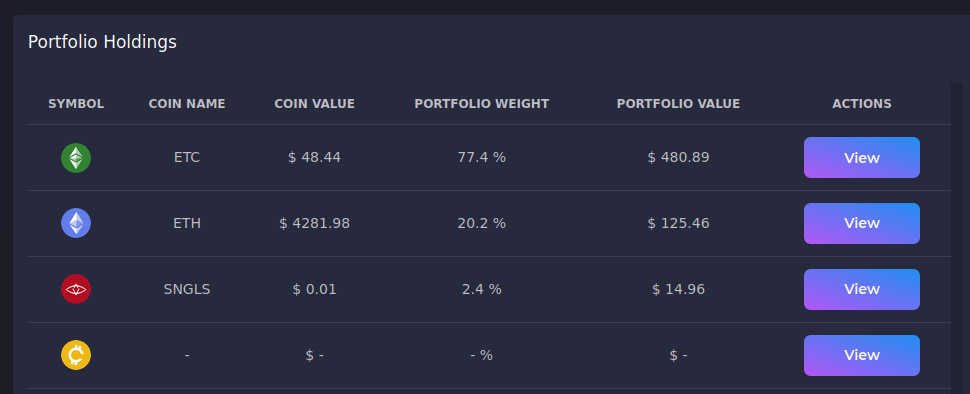 Portfolio Holdings
SYMBOL COIN NAME COIN VALUE PORTFOLIO WEIGHT PORTFOLIO VALUE ACTIONS
ETC $ 48.44 77.4 % $ 480.89 View
ETH $ 4281.98 20.2 % $ 125.46 View
SNGLS $ 0.01 2.4 % $ 14.96 View
- $ - - % $ - View